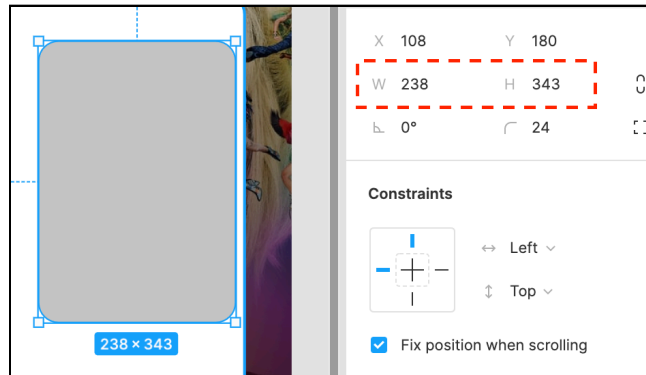 X 108 Y 180
W 238 H 343
0° 24
Constraints
Left
Top
Fix position when scrolling
238 × 343